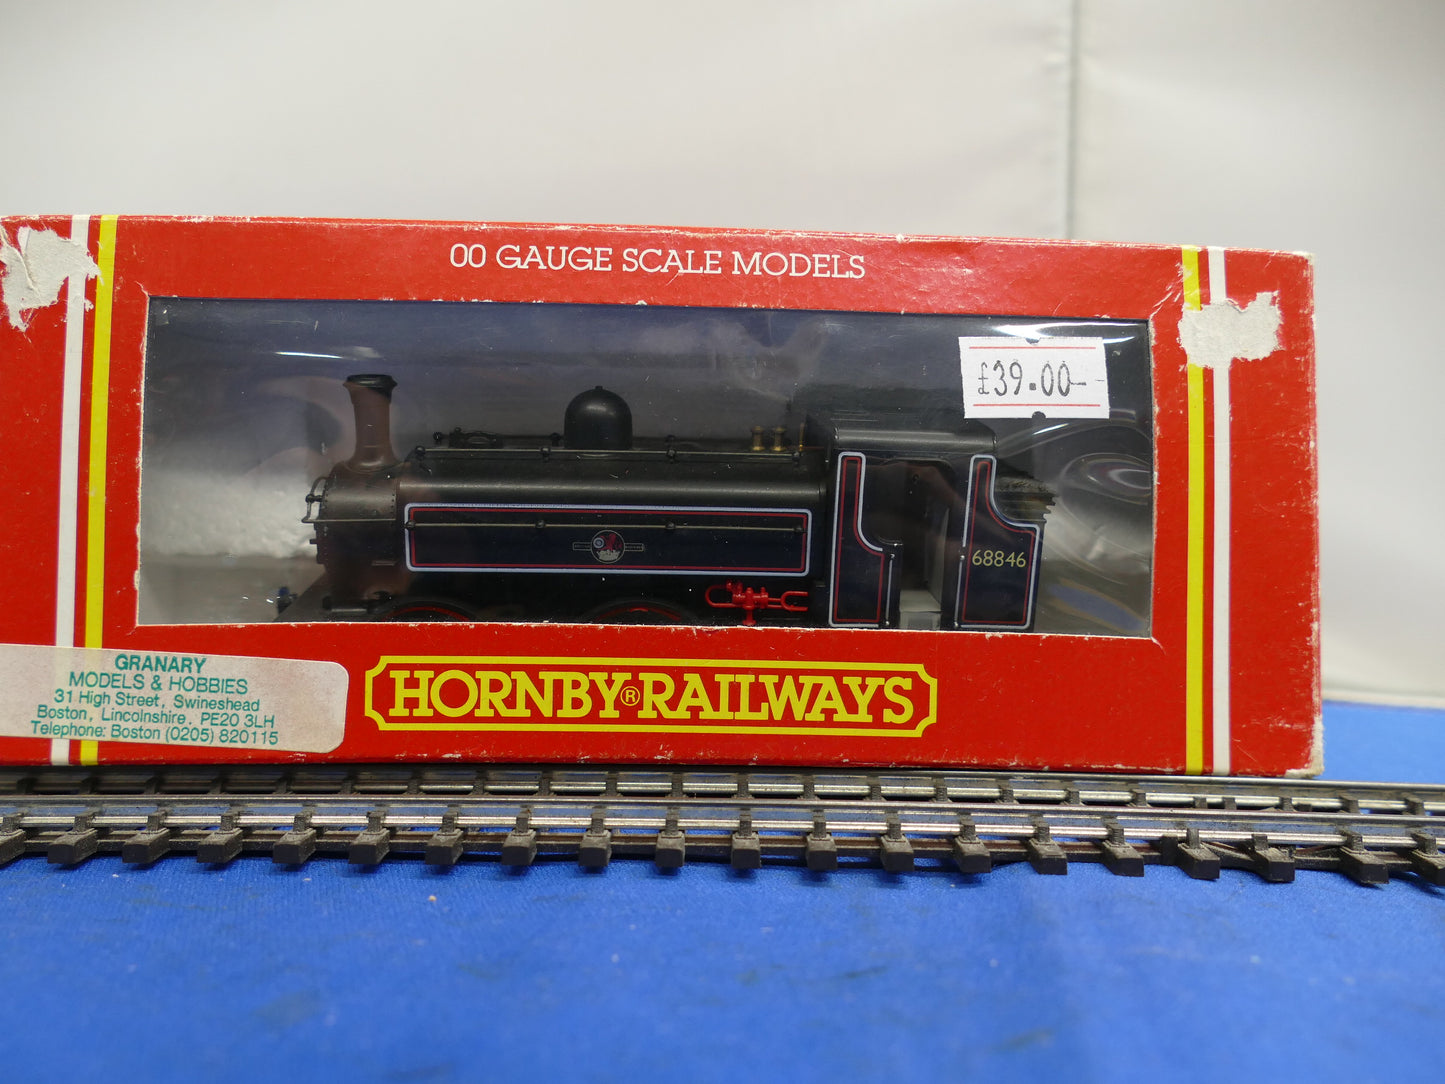 00 GAUGE SCALE MODELS
£39.00
68846
GRANARY
MODELS & HOBBIES
31 High Street, Swineshead
Boston, Lincolnshire. PE20 3LH
Telephone: Boston (0205) 820115
HORNBY® RAILWAYS